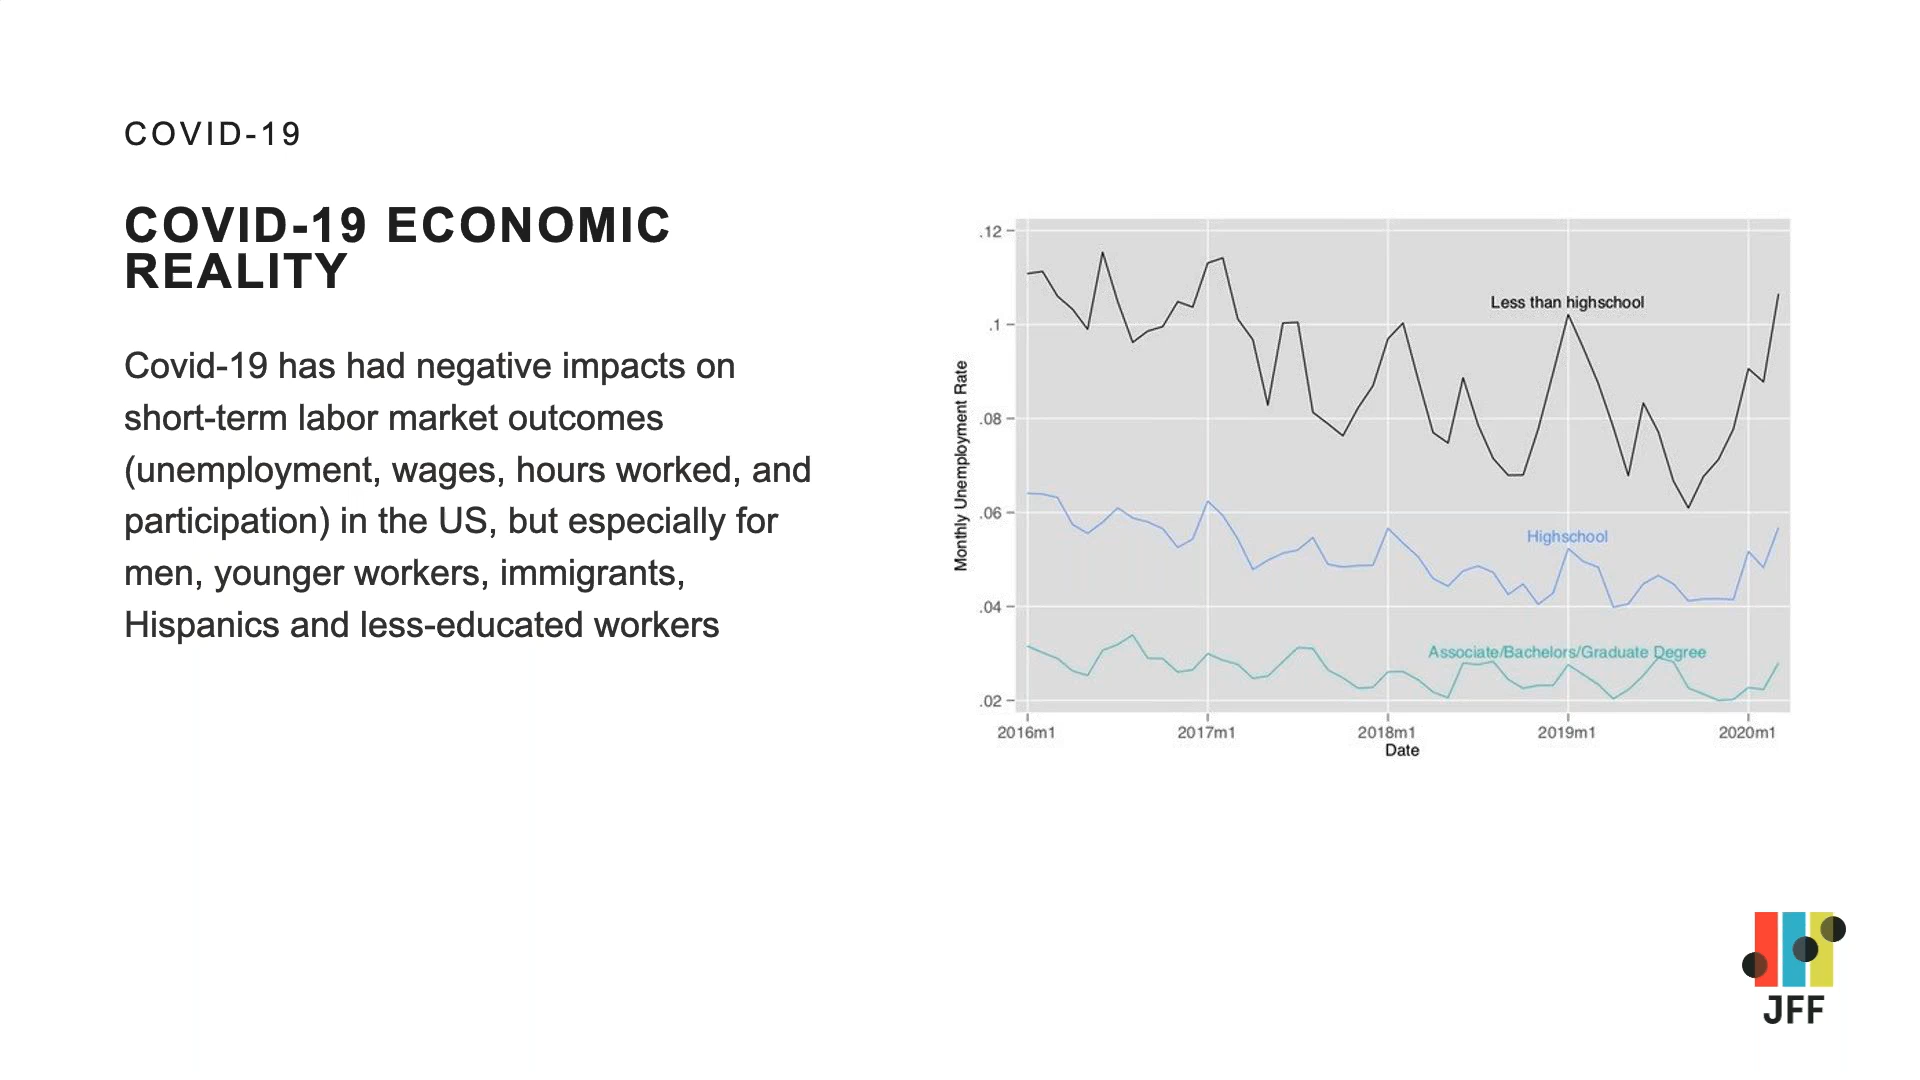 COVID-19
COVID-19 ECONOMIC
REALITY
Covid-19 has had negative impacts on
short-term labor market outcomes
(unemployment, wages, hours worked, and
participation) in the US, but especially for
men, younger workers, immigrants,
Hispanics and less-educated workers
Monthly Unemployment Rate
.12
.1
.08
.06
.04
.02
Less than highschool
Highschool
Associate/Bachelors/Graduate Degree
2016m1 2017m1 2018m1 2019m1 2020m1
Date
JFF